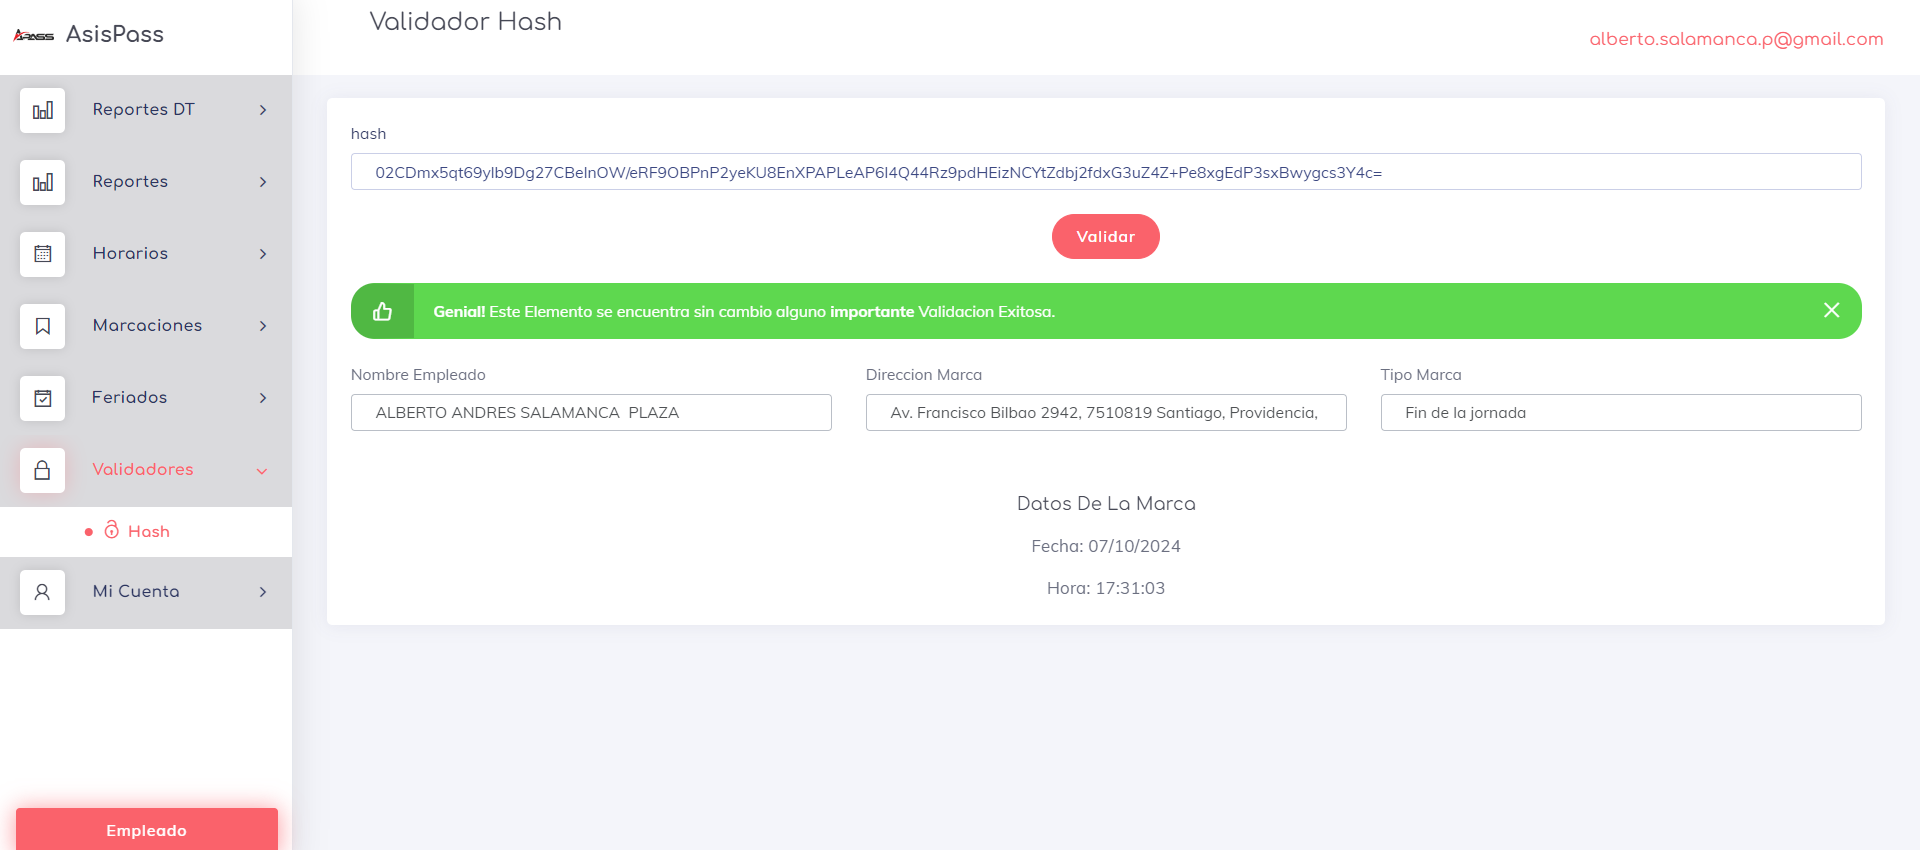 APASS AsisPass
Validador Hash
alberto.salamanca.p@gmail.com
Reportes DT
Reportes
Horarios
Marcaciones
Feriados
Validadores
Hash
Mi Cuenta
Empleado
hash
02CDmx5qt69yIb9Dg27CBeInOW/eRF9OBPnP2yeKU8EnXPAPLeAP6I4Q44Rz9pdHEizNCYtZdbj2fdxG3uZ4Z+Pe8xgEdP3sxBwygcs3Y4c=
Validar
Genial! Este Elemento se encuentra sin cambio alguno importante Validacion Exitosa.
Nombre Empleado
ALBERTO ANDRES SALAMANCA  PLAZA
Direccion Marca
Av. Francisco Bilbao 2942, 7510819 Santiago, Providencia,
Tipo Marca
Fin de la jornada
Datos De La Marca
Fecha: 07/10/2024
Hora: 17:31:03